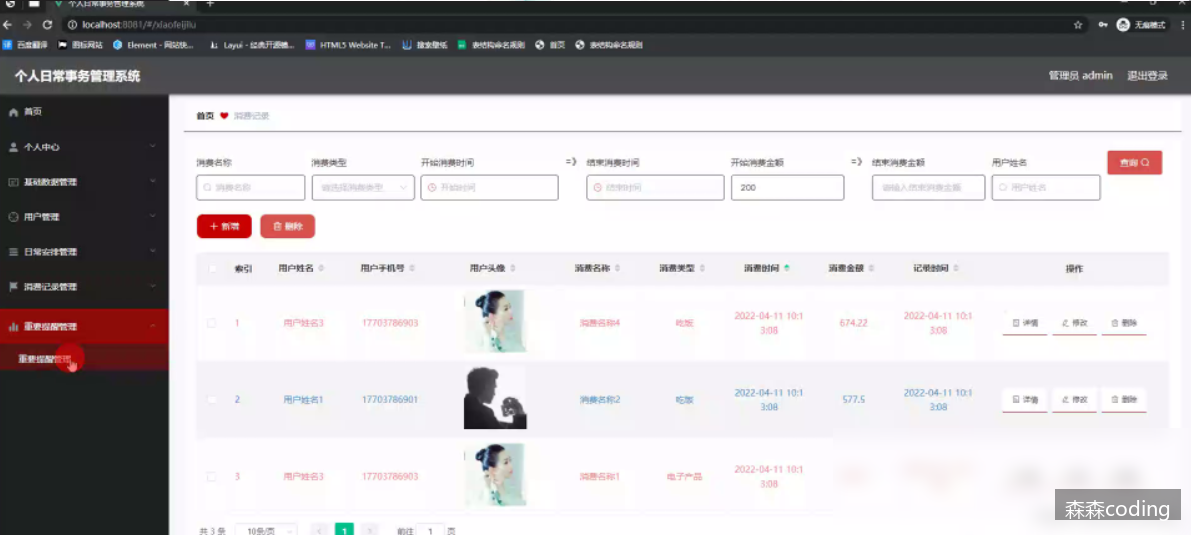 个人日常事务管理系统
localhost:8081/#/xiaofeijilu
无痕模式
百度翻译 图标网站 Element - 网站快... Layui - 经典开源模... HTML5 Website T... 搜索壁纸 表结构命名规则 首页 表结构命名规则
个人日常事务管理系统 管理员 admin 退出登录
首页
个人中心
基础数据管理
用户管理
日常安排管理
消费记录管理
重要提醒管理
重要提醒管理
首页 消费记录
消费名称 消费类型 开始消费时间 => 结束消费时间 开始消费金额 => 结束消费金额 用户姓名 查询
消费名称 请选择消费类型 开始时间 结束时间 200 请输入结束消费金额 用户姓名
+ 新增 删除
索引 用户姓名 用户手机号 用户头像 消费名称 消费类型 消费时间 消费金额 记录时间 操作
1 用户姓名3 17703786903 消费名称4 吃饭 2022-04-11 10:1 3:08 674.22 2022-04-11 10:1 3:08 详情 修改 删除
2 用户姓名1 17703786901 消费名称2 吃饭 2022-04-11 10:1 3:08 577.5 2022-04-11 10:1 3:08 详情 修改 删除
3 用户姓名3 17703786903 消费名称1 电子产品 2022-04-11 10:1 3:08
共 3 条 10条/页 1 前往 1 页
森森coding